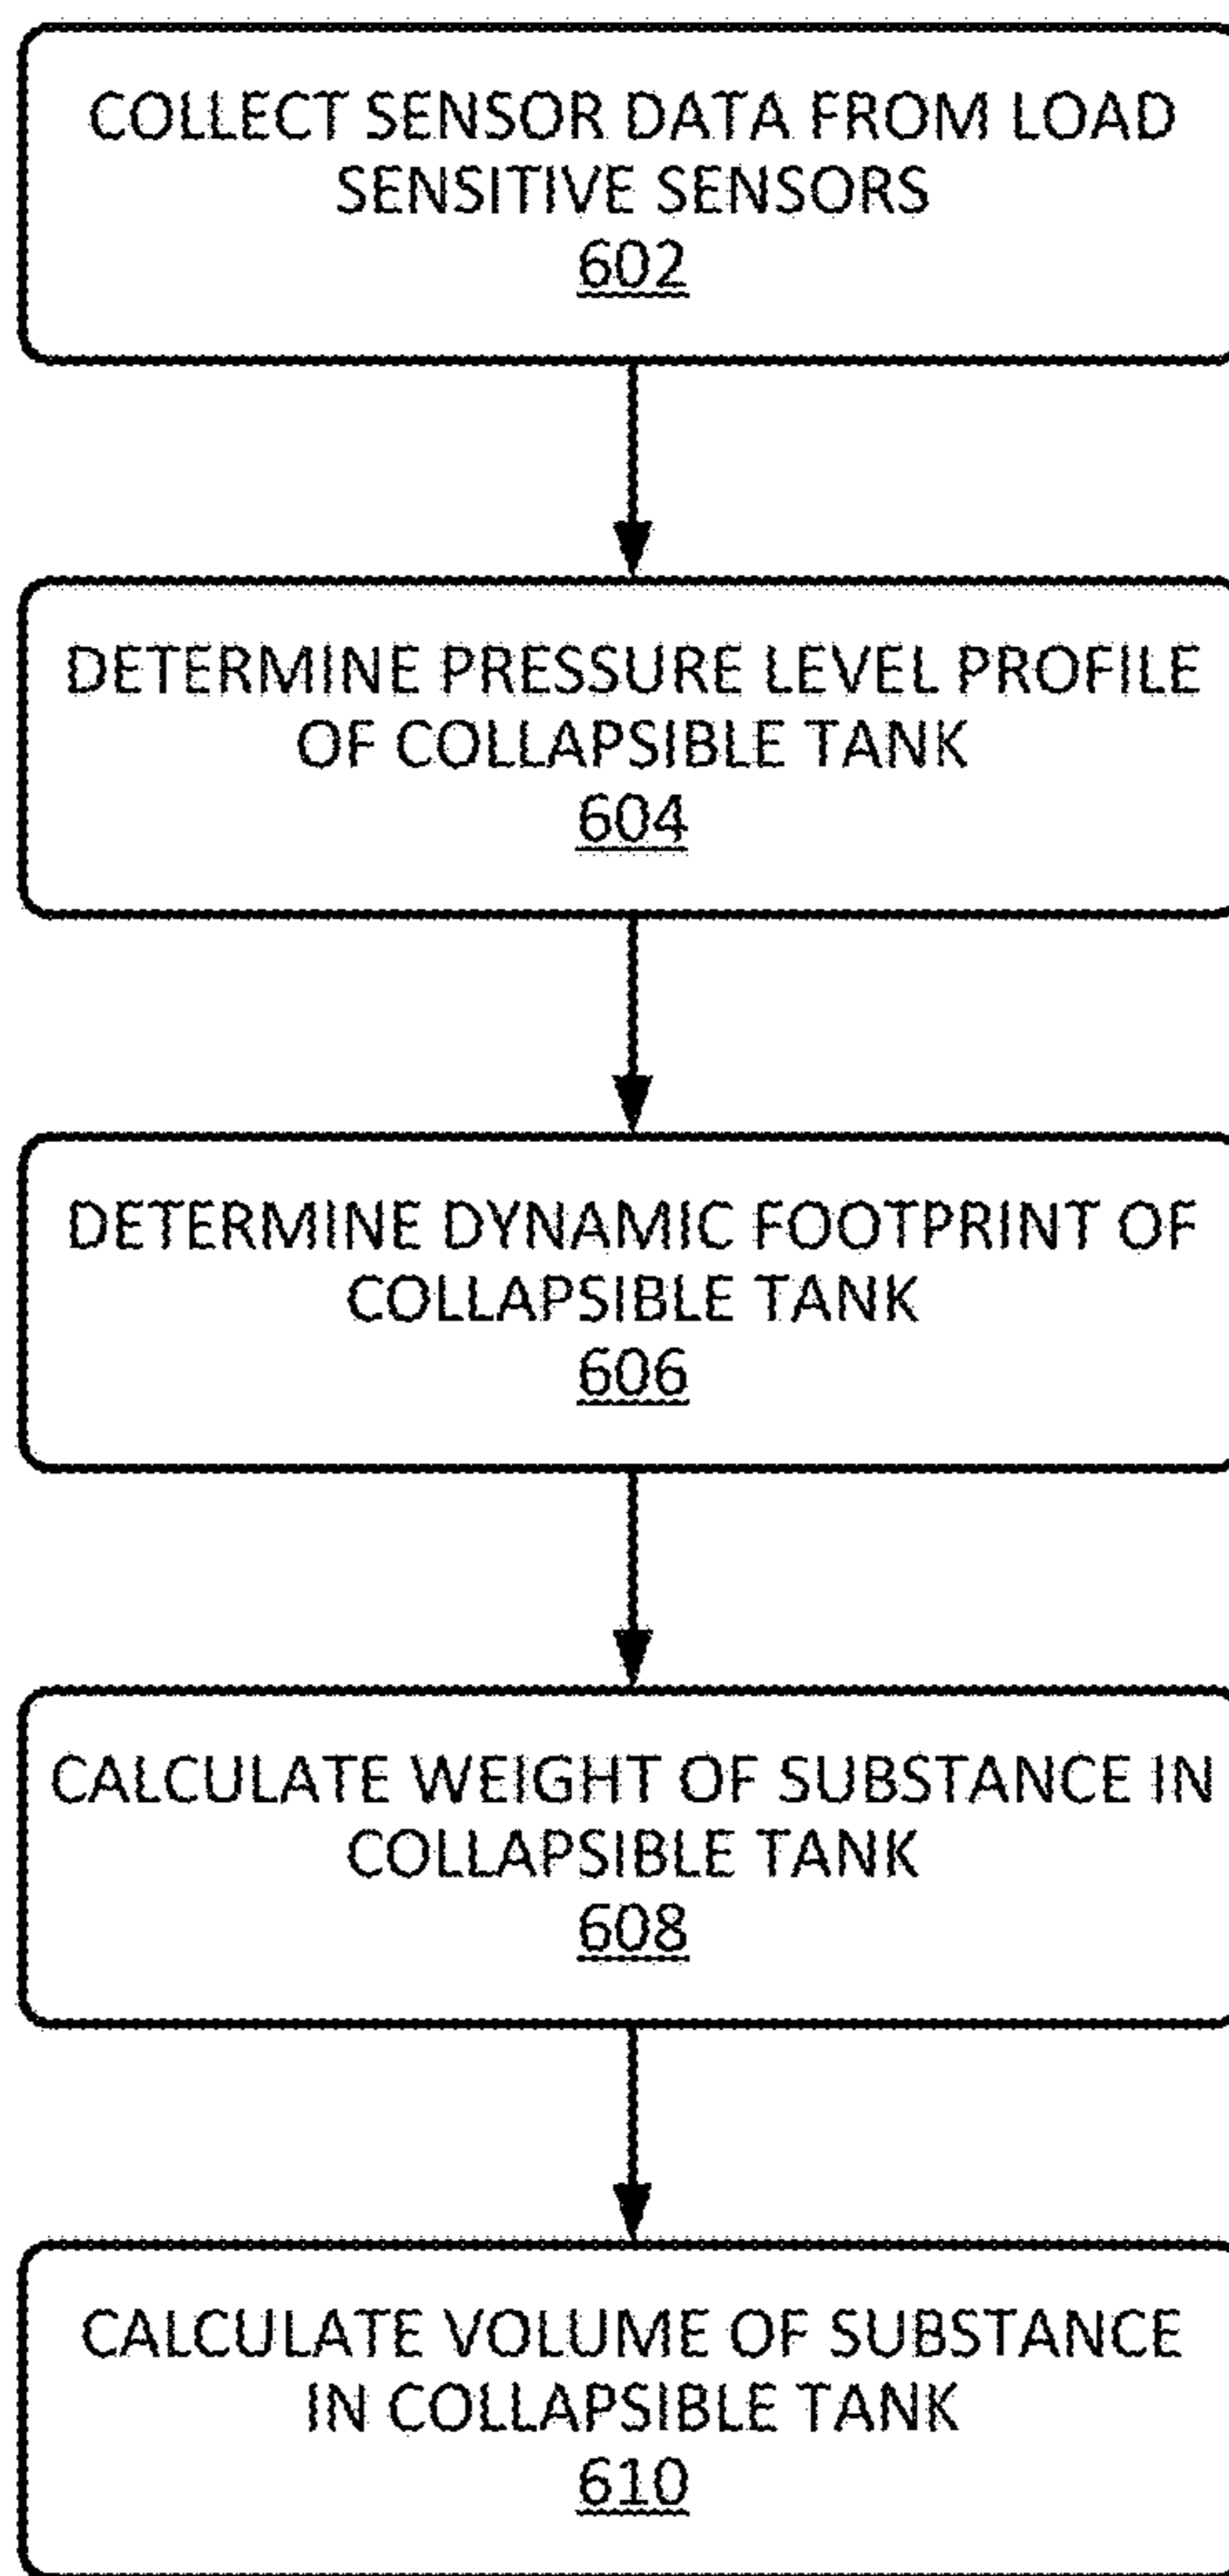 COLLECT SENSOR DATA FROM LOAD
SENSITIVE SENSORS
602
DETERMINE PRESSURE LEVEL PROFILE
OF COLLAPSIBLE TANK
604
DETERMINE DYNAMIC FOOTPRINT OF
COLLAPSIBLE TANK
606
CALCULATE WEIGHT OF SUBSTANCE IN
COLLAPSIBLE TANK
608
CALCULATE VOLUME OF SUBSTANCE
IN COLLAPSIBLE TANK
610